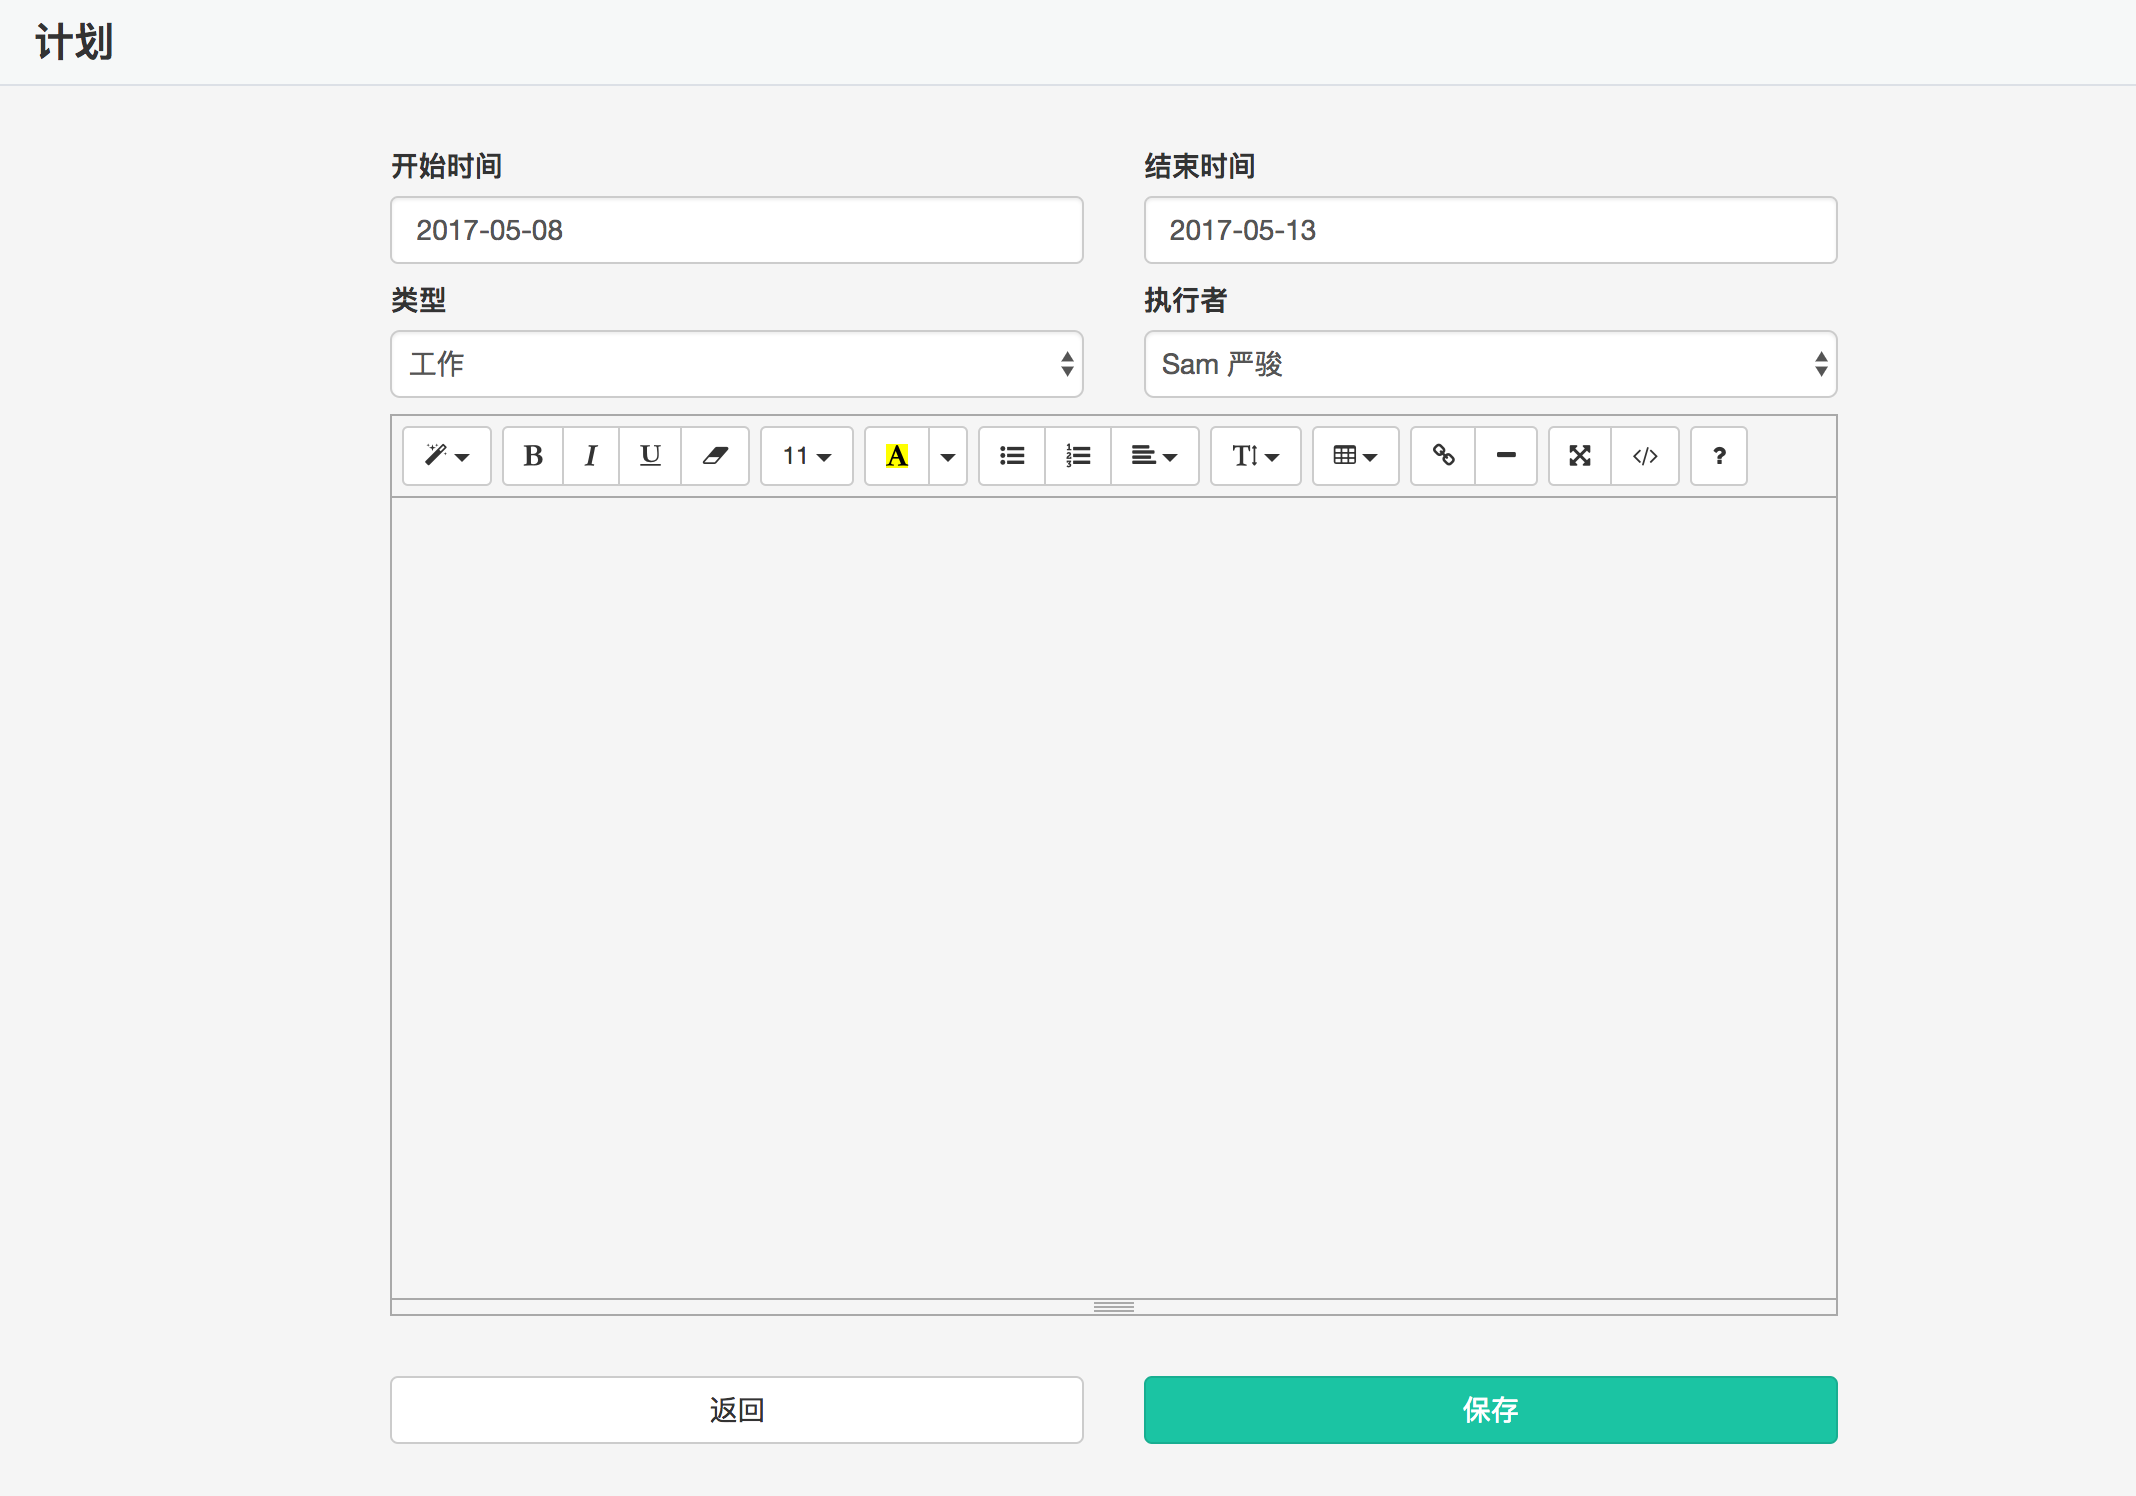 计划
开始时间
结束时间
2017-05-08
2017-05-13
类型
执行者
工作
Sam 严骏
B I U 11 A T ?
返回
保存